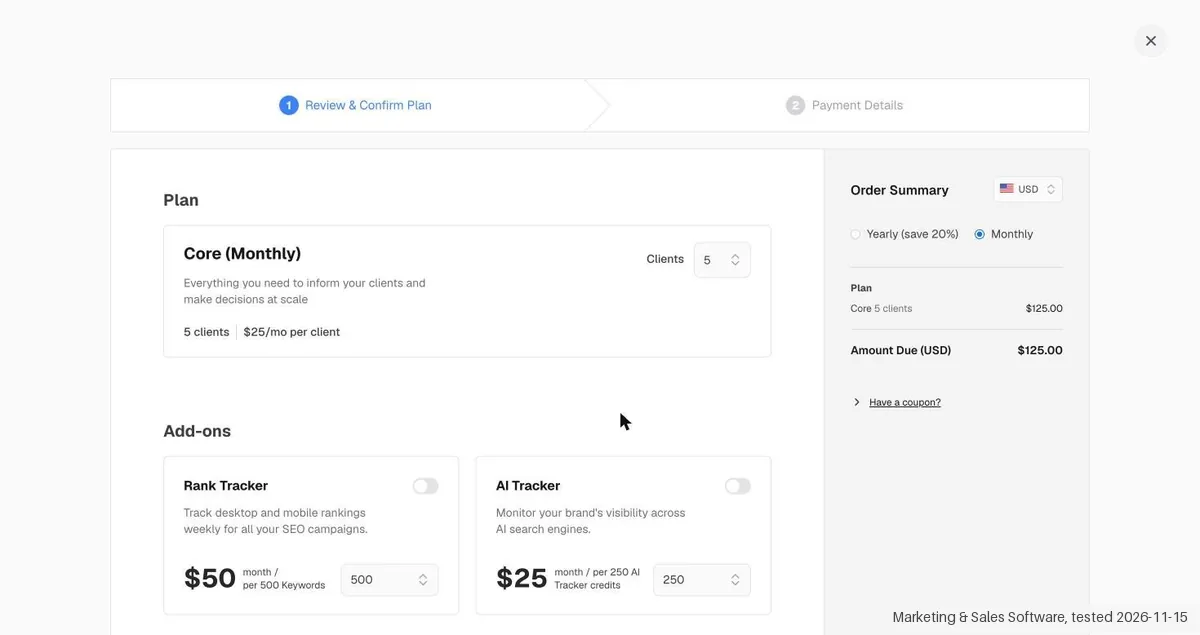 1 Review & Confirm Plan
2 Payment Details
Plan
Core (Monthly)
Everything you need to inform your clients and
make decisions at scale
5 clients $25/mo per client
Clients 5
Add-ons
Rank Tracker
Track desktop and mobile rankings
weekly for all your SEO campaigns.
$50 month /
per 500 Keywords
500
AI Tracker
Monitor your brand's visibility across
AI search engines.
$25 month / per 250 AI
Tracker credits
250
Order Summary
USD
Yearly (save 20%) Monthly
Plan
Core 5 clients $125.00
Amount Due (USD) $125.00
Have a coupon?
Marketing & Sales Software, tested 2026-11-15